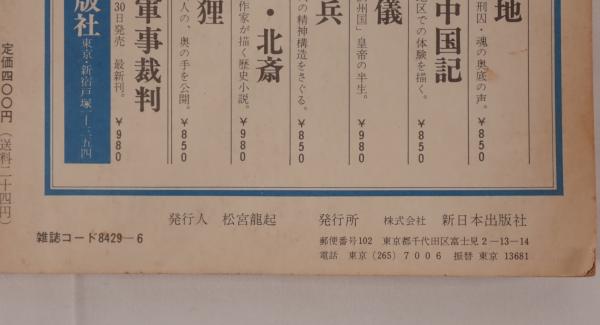 地
刑囚・魂の奥底の声。 ￥850
中国記
区での体験を描く。 ￥850
儀
州国」皇帝の半生。 ￥980
兵
の精神構造をさぐる。 ￥850
・北斎
作家が描く歴史小説。 ￥980
狸
人の、奥の手を公開。 ￥850
軍事裁判
30日発売 最新刊。 ￥980
版社 東京・新宿戸塚一ー三五四
定価四〇〇円（送料二十四円）
発行人 松宮龍起 発行所 株式会社 新日本出版社
郵便番号102 東京都千代田区富士見2－13－14
電話 東京(265)7006 振替 東京 13681
雑誌コード8429－6